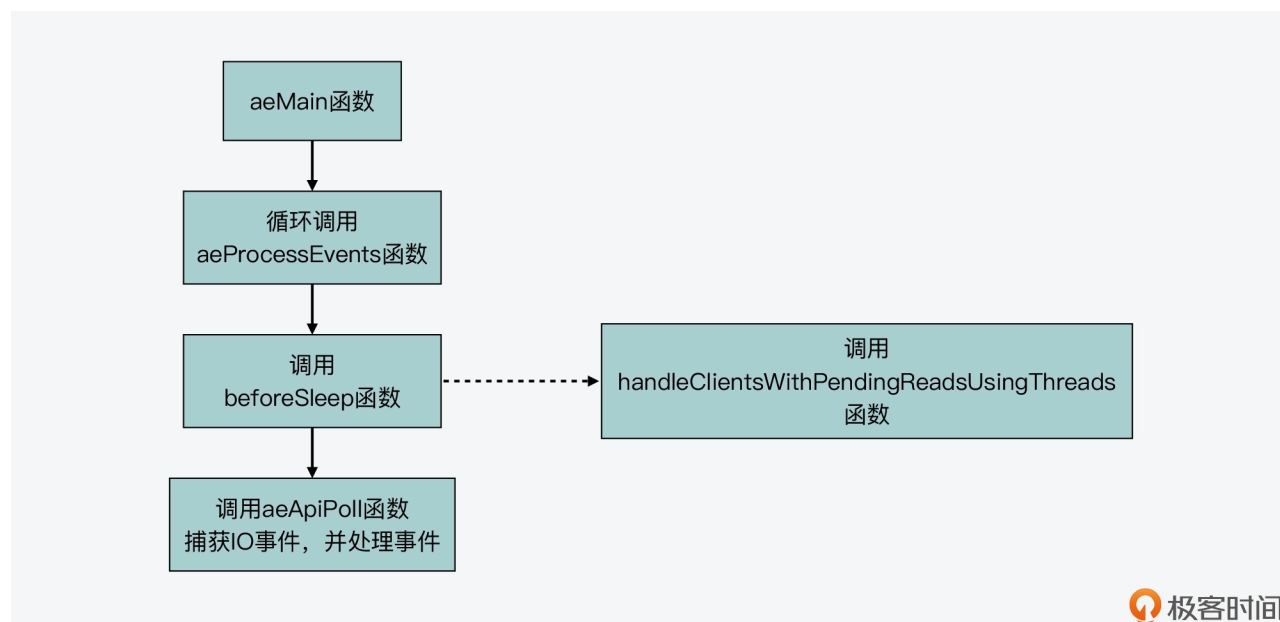 aeMain函数
循环调用
aeProcessEvents函数
调用
beforeSleep函数
调用
handleClientsWithPendingReadsUsingThreads
函数
调用aeApiPoll函数
捕获IO事件，并处理事件
极客时间